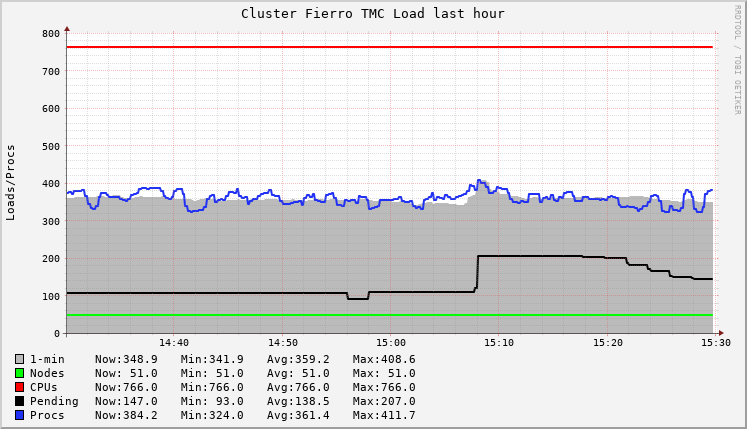 Cluster Fierro TMC Load last hour
RRDTOOL / TOBI OETIKER
Loads/Procs
800
700
600
500
400
300
200
100
0
14:40 14:50 15:00 15:10 15:20 15:30
1-min Now:348.9 Min:341.9 Avg:359.2 Max:408.6
Nodes Now: 51.0 Min: 51.0 Avg: 51.0 Max: 51.0
CPUs Now:766.0 Min:766.0 Avg:766.0 Max:766.0
Pending Now:147.0 Min: 93.0 Avg:138.5 Max:207.0
Procs Now:384.2 Min:324.0 Avg:361.4 Max:411.7